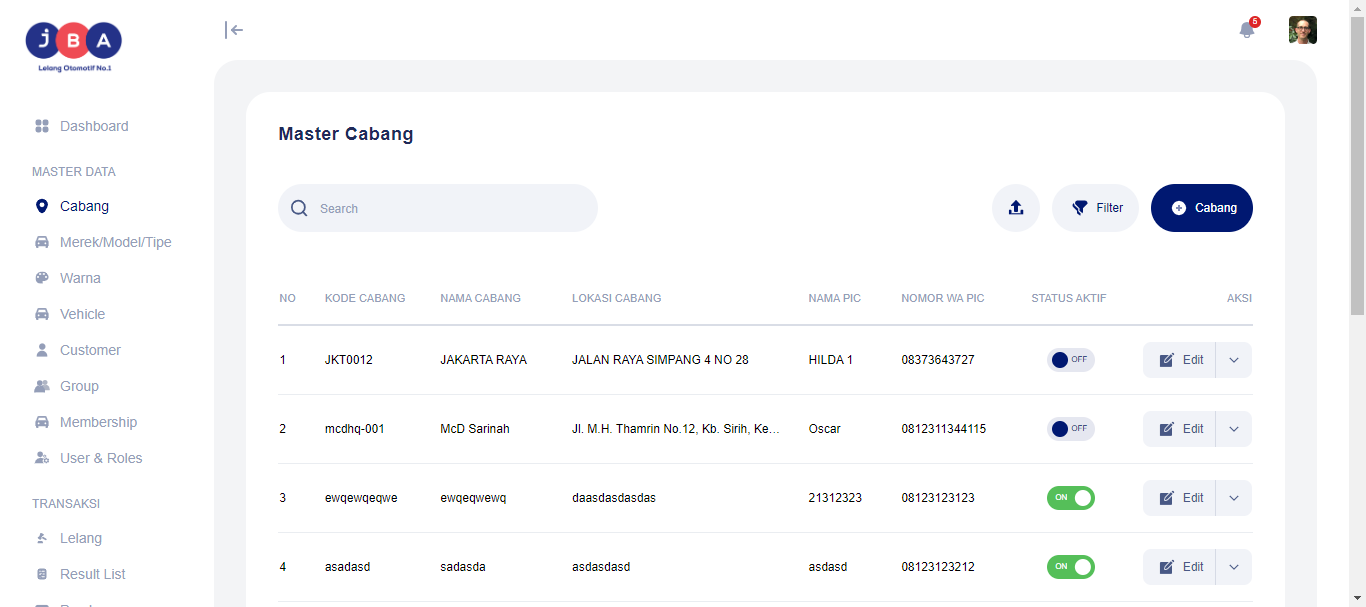 JBA
Lelang Otomotif No.1
5
Dashboard
MASTER DATA
Cabang
Merek/Model/Tipe
Warna
Vehicle
Customer
Group
Membership
User & Roles
TRANSAKSI
Lelang
Result List
Master Cabang
Search
Filter
Cabang
NO KODE CABANG NAMA CABANG LOKASI CABANG NAMA PIC NOMOR WA PIC STATUS AKTIF AKSI
1 JKT0012 JAKARTA RAYA JALAN RAYA SIMPANG 4 NO 28 HILDA 1 08373643727 OFF Edit
2 mcdhq-001 McD Sarinah Jl. M.H. Thamrin No.12, Kb. Sirih, Ke... Oscar 0812311344115 OFF Edit
3 ewqewqeqwe ewqeqwewq daasdasdasdas 21312323 08123123123 ON Edit
4 asadasd sadasda asdasdasd asdasd 08123123212 ON Edit